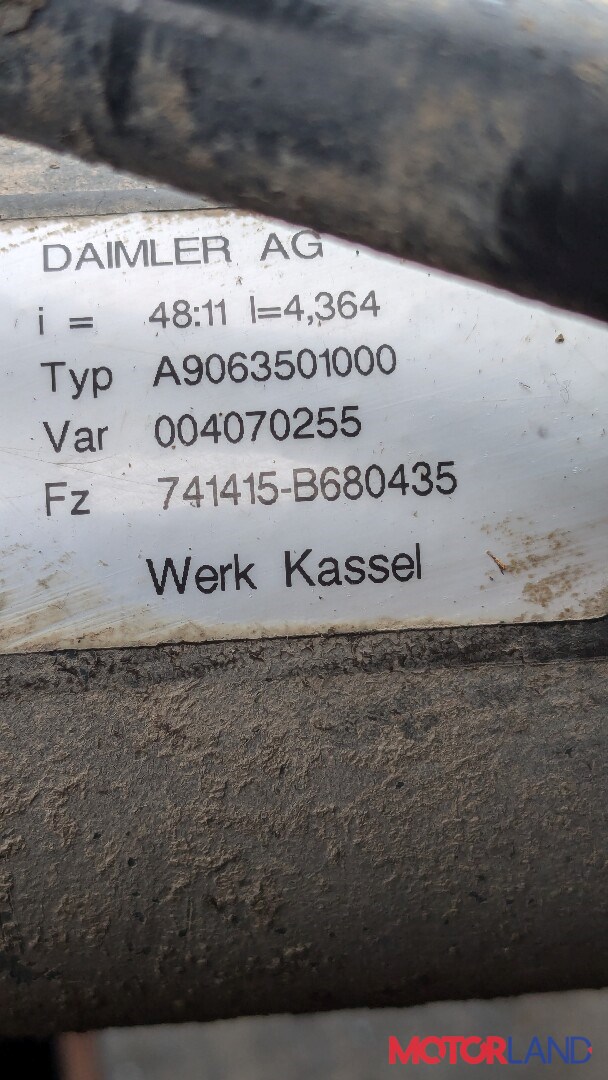 DAIMLER AG
i = 48:11 I=4,364
Typ A9063501000
Var 004070255
Fz 741415-B680435
Werk Kassel
MOTORLAND